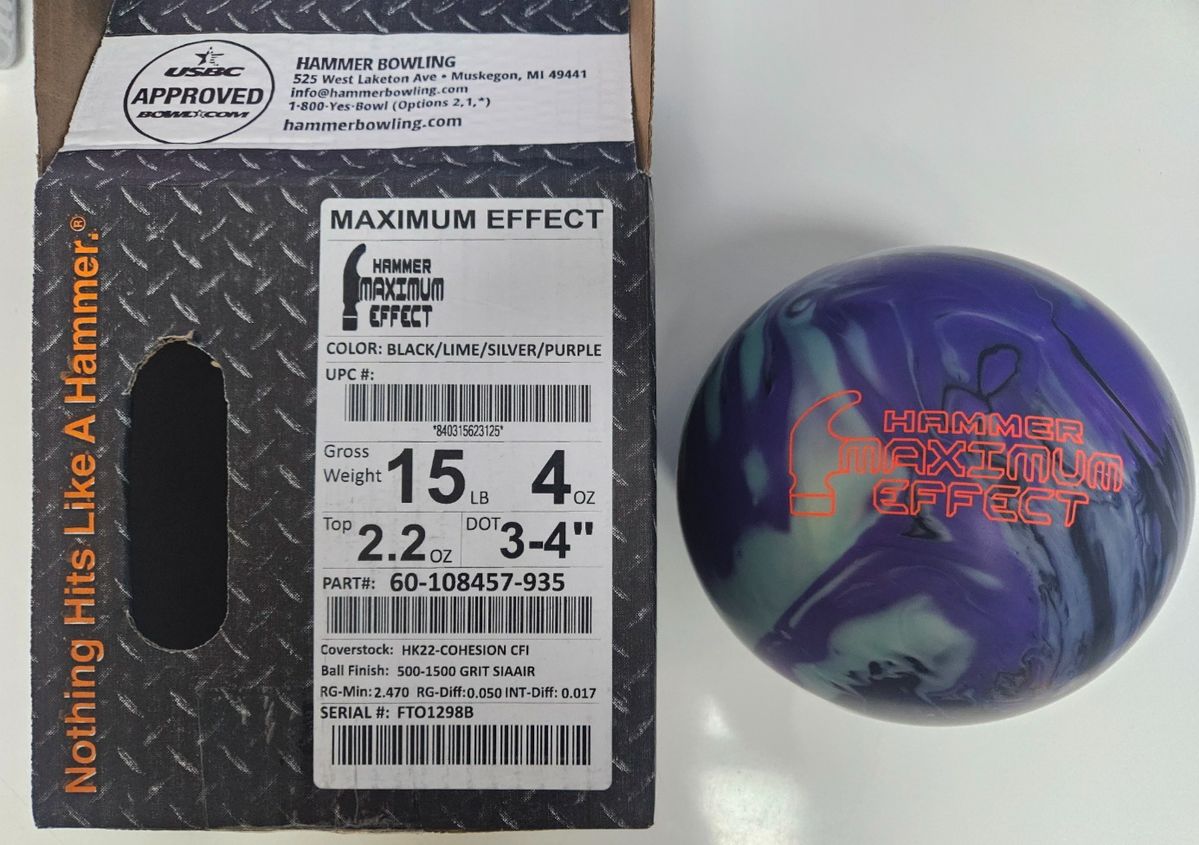 USBC
APPROVED
BOWL.COM
HAMMER BOWLING
525 West Laketon Ave • Muskegon, MI 49441
info@hammerbowling.com
1-800-Yes-Bowl (Options 2,1,*)
hammerbowling.com
Nothing Hits Like A Hammer.®
MAXIMUM EFFECT
HAMMER
MAXIMUM
EFFECT
COLOR: BLACK/LIME/SILVER/PURPLE
UPC #:
*840315623125*
Gross Weight 15 LB 4 OZ
Top 2.2 OZ DOT 3-4"
PART#: 60-108457-935
Coverstock: HK22-COHESION CFI
Ball Finish: 500-1500 GRIT SIAAIR
RG-Min: 2.470 RG-Diff: 0.050 INT-Diff: 0.017
SERIAL #: FTO1298B
HAMMER
MAXIMUM
EFFECT